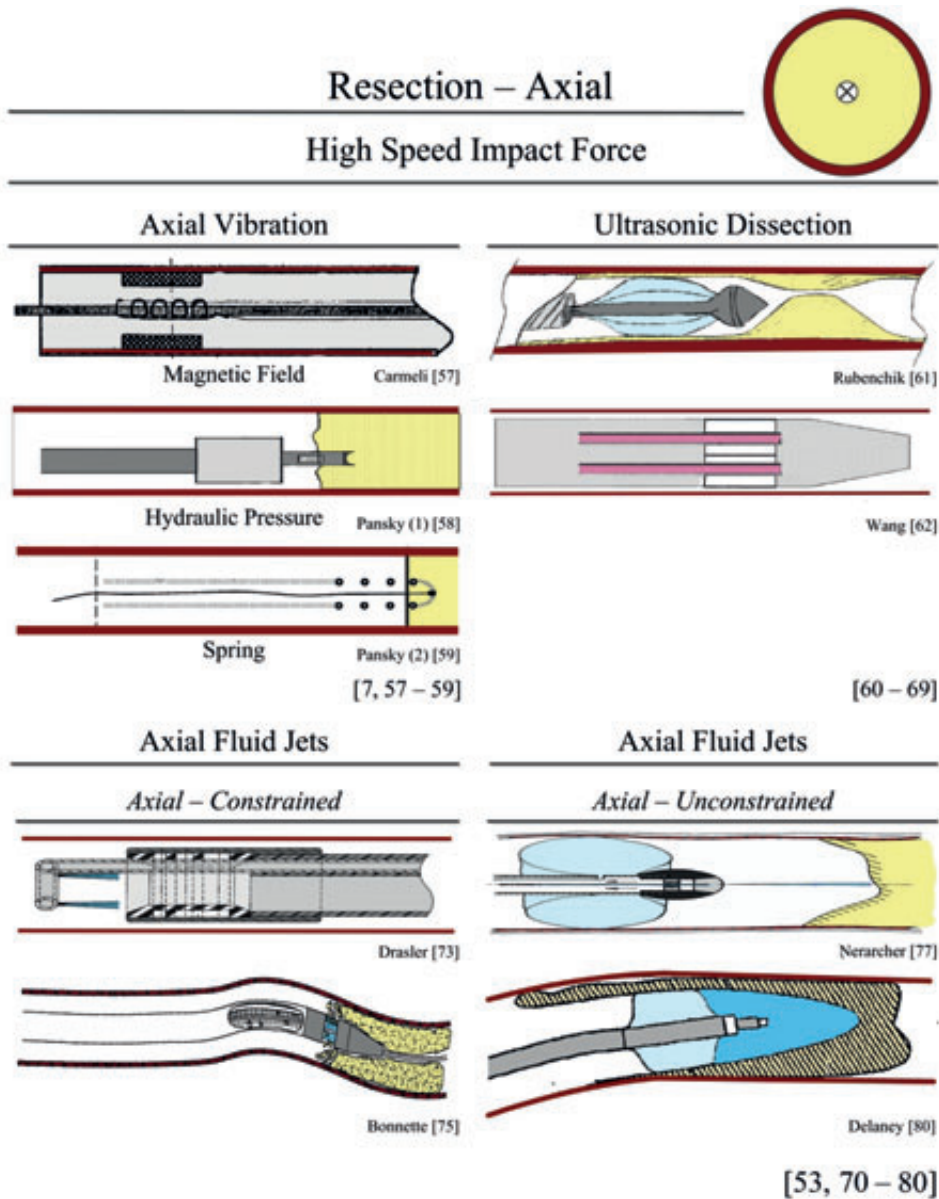 Resection – Axial
High Speed Impact Force
Axial Vibration
Magnetic Field
Carmeli [57]
Hydraulic Pressure
Pansky (1) [58]
Spring
Pansky (2) [59]
[7, 57 – 59]
Ultrasonic Dissection
Rubenchik [61]
Wang [62]
[60 – 69]
Axial Fluid Jets
Axial – Constrained
Drasler [73]
Bonnette [75]
Axial Fluid Jets
Axial – Unconstrained
Nerarcher [77]
Delaney [80]
[53, 70 – 80]